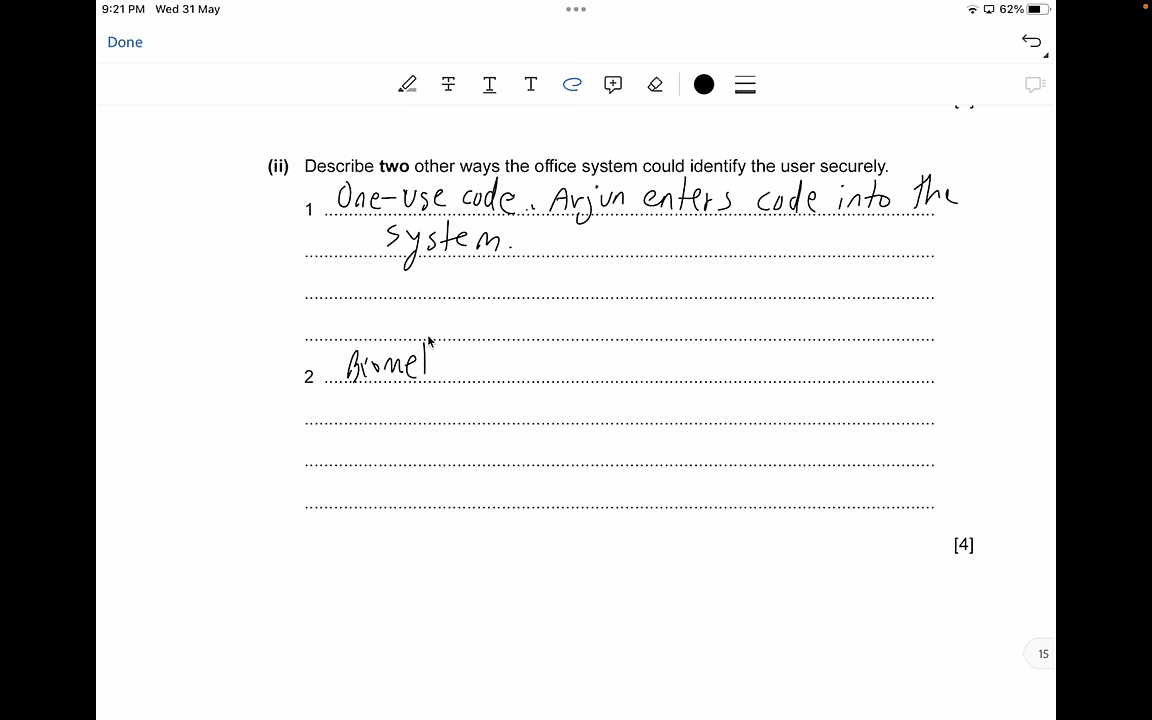 9:21 PM Wed 31 May
62%
Done
(ii) Describe two other ways the office system could identify the user securely.
1 One-use code. Arjun enters code into the
system.
2 Biomet
[4]
15